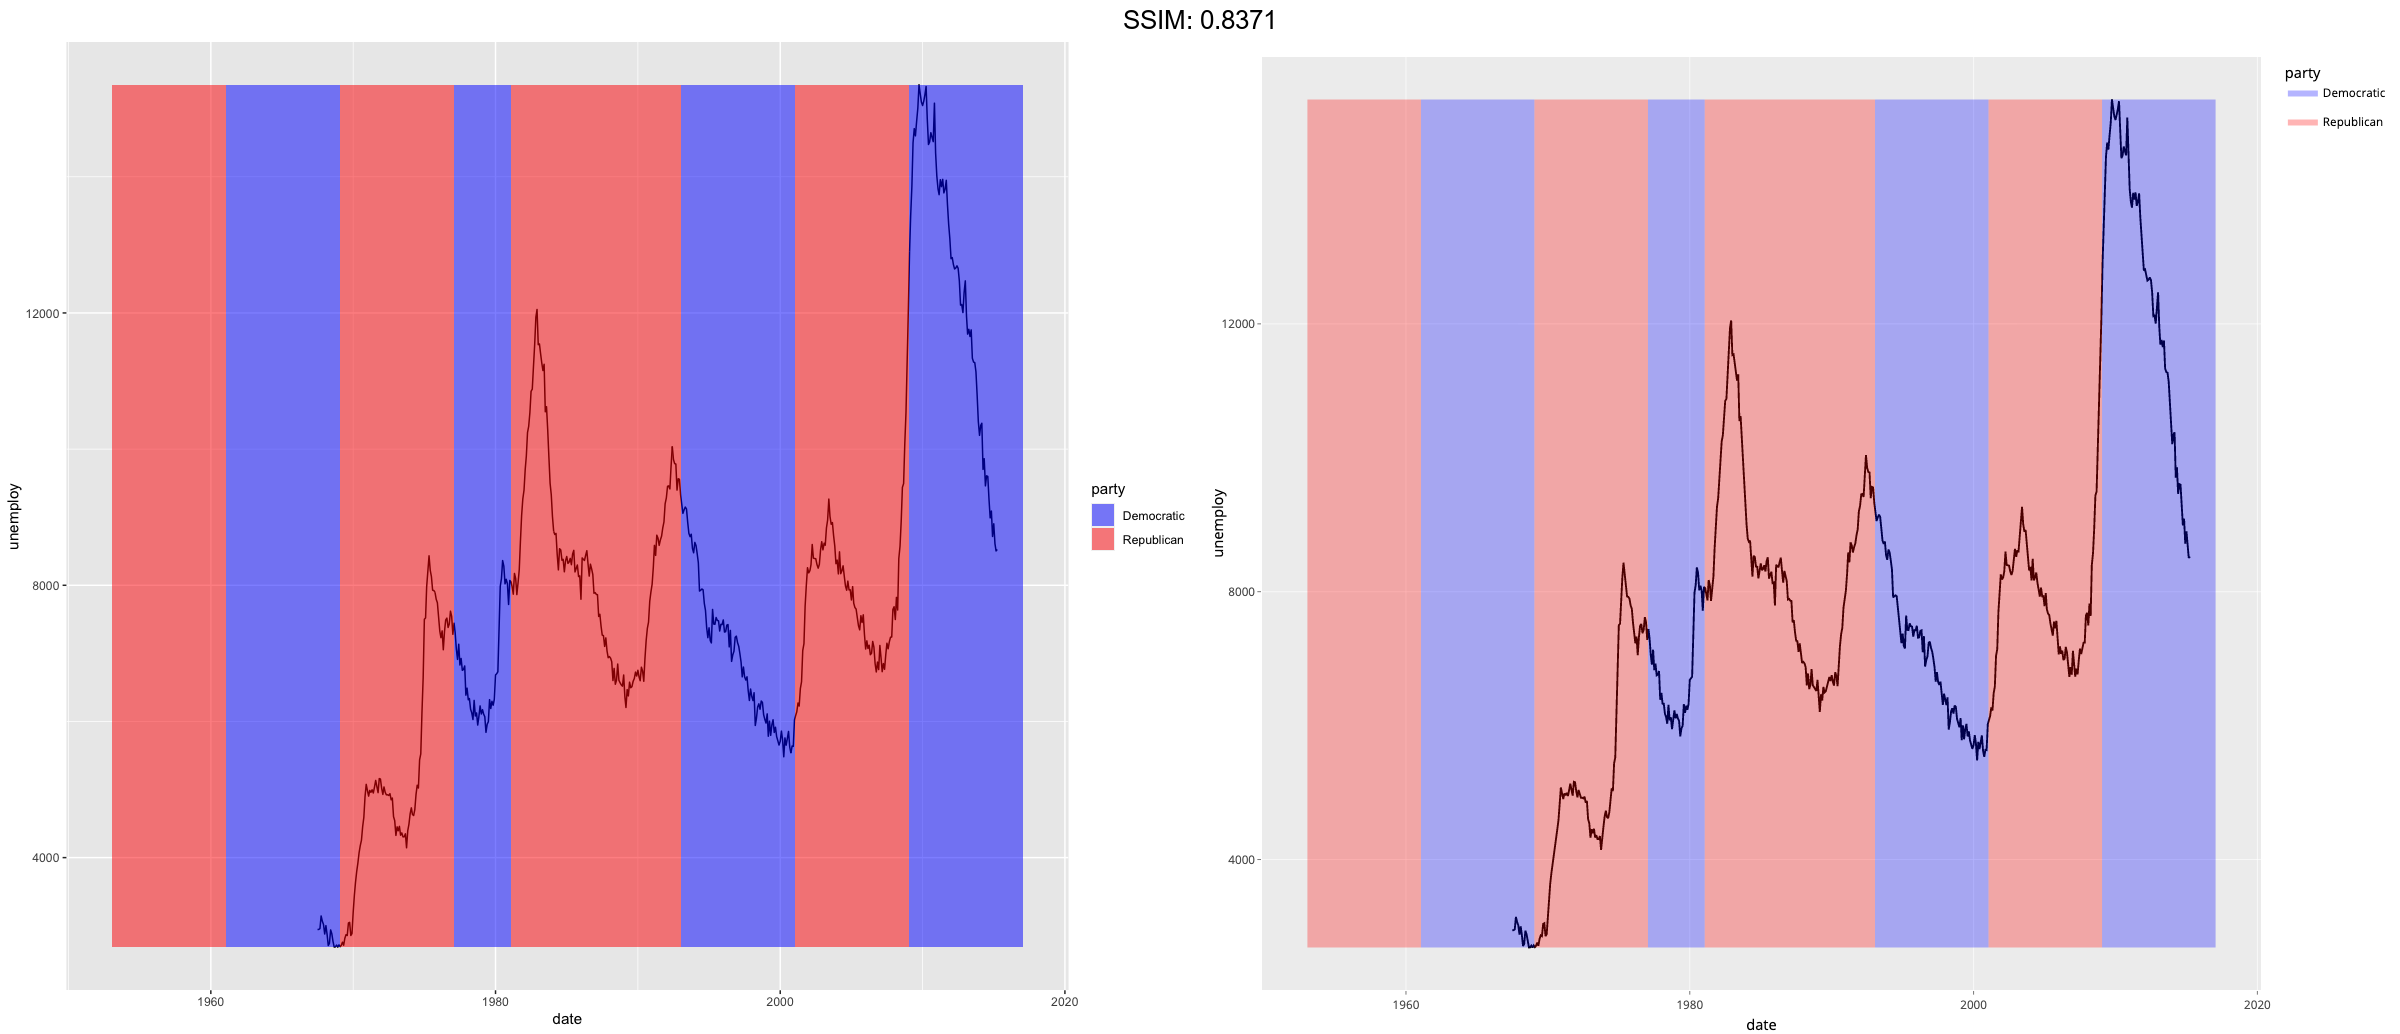 SSIM: 0.8371
unemploy
12000
8000
4000
1960
1980
2000
2020
date
party
Democratic
Republican
unemploy
12000
8000
4000
1960
1980
2000
2020
date
party
Democratic
Republican